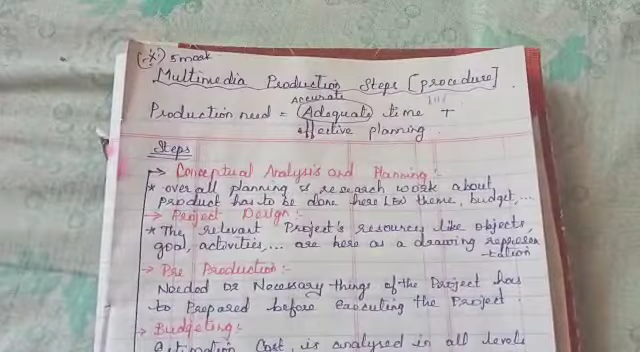 (·x·) 5 mark
Multimedia Production Steps [procedure].
Accurate
Production need = (Adequate) time +
effective planning.
Steps
→ Conceptual Analysis and Planning:-
* over all planning & research work about
product has to be done here theme, budget,...
→ Project Design:-
* The relevant Project's resources like objects,
goal, activities,... are here as a drawing represen
-tation
→ Pre Production:-
Needed or Necessary things of the Project has
to Prepared before executing the Project.
→ Budgeting:-
Estimation Cost, is analysed in all levels